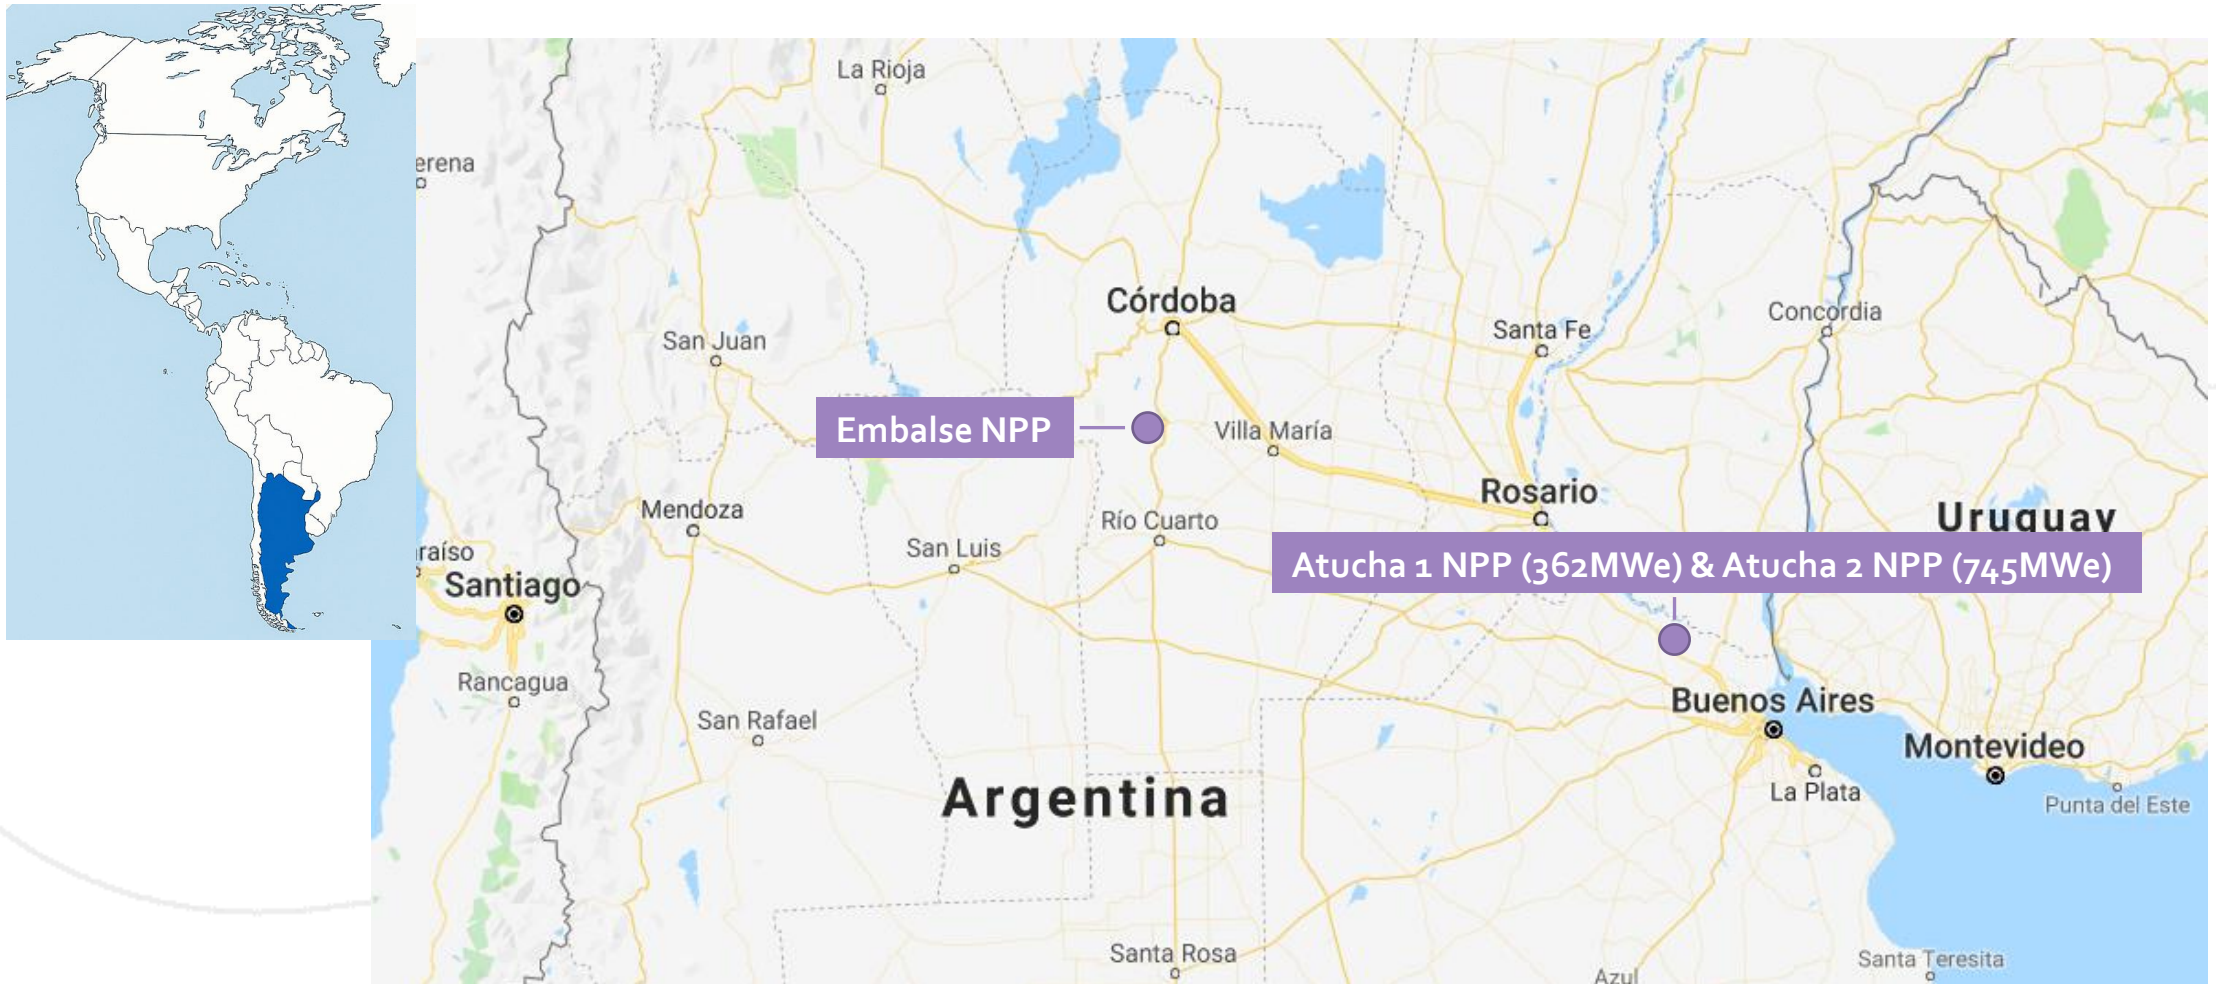 La Rioja
erena
Córdoba
Concordia
Santa Fe
San Juan
Embalse NPP
Villa María
Rosario
Mendoza
Río Cuarto
Uruguay
San Luis
raíso
Atucha 1 NPP (362MWe) & Atucha 2 NPP (745MWe)
Santiago
Rancagua
Buenos Aires
San Rafael
Montevideo
Argentina
La Plata
Punta del Este
Santa Rosa
Santa Teresita
Azul